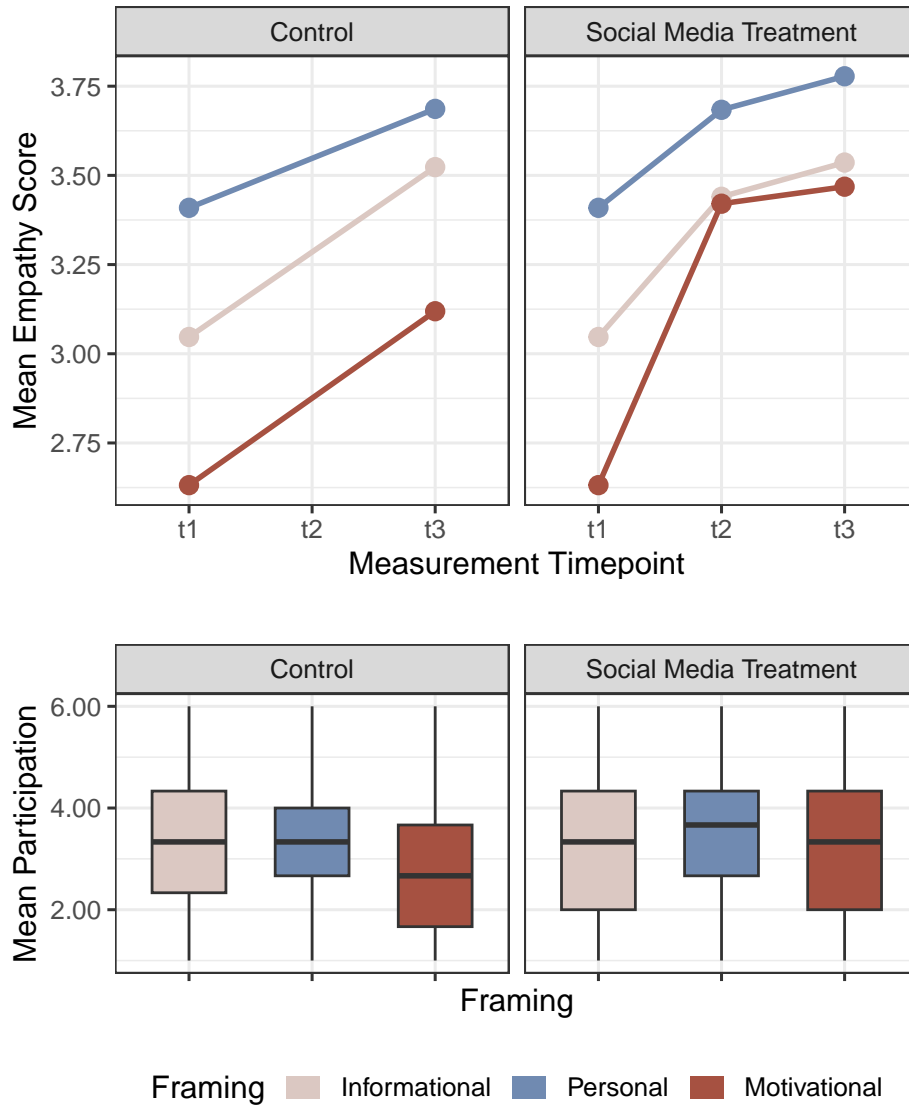 Control Social Media Treatment
Mean Empathy Score
3.75
3.50
3.25
3.00
2.75
t1 t2 t3 t1 t2 t3
Measurement Timepoint
Control Social Media Treatment
Mean Participation
6.00
4.00
2.00
Framing
Framing Informational Personal Motivational